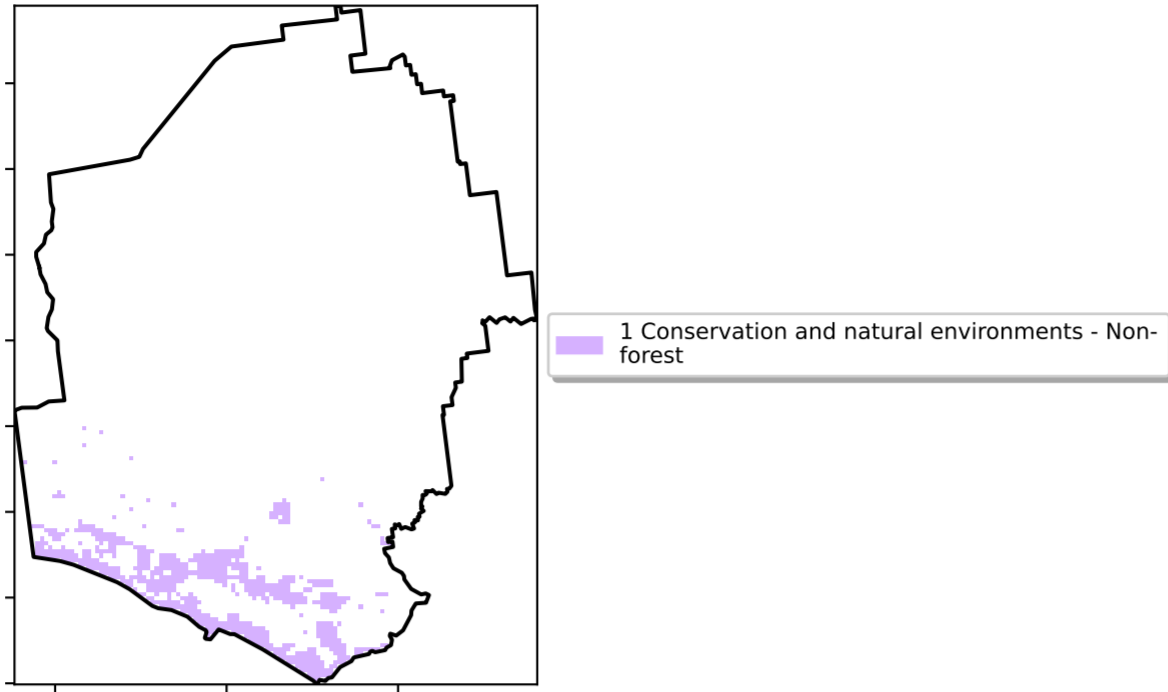 1 Conservation and natural environments - Non-
forest